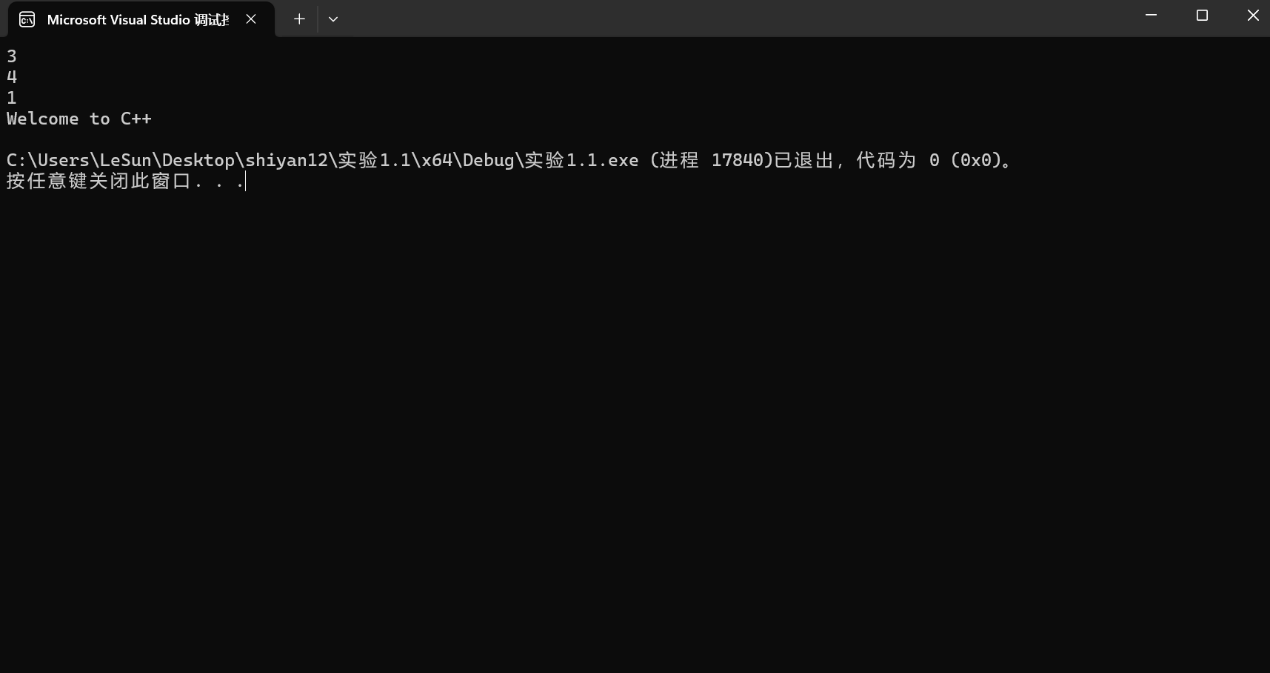 Microsoft Visual Studio 调试
3
4
1
Welcome to C++
C:\Users\LeSun\Desktop\shiyan12\实验1.1\x64\Debug\实验1.1.exe (进程 17840)已退出，代码为 0 (0x0)。
按任意键关闭此窗口. . .